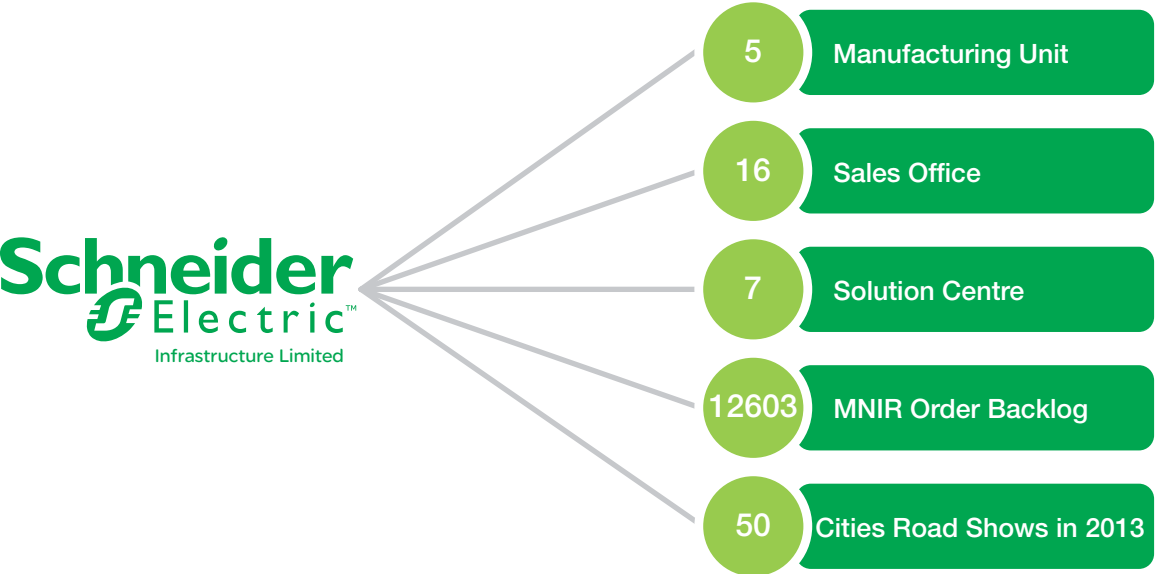 5 Manufacturing Unit
16 Sales Office
7 Solution Centre
Schneider
Electric™
Infrastructure Limited
12603 MNIR Order Backlog
50 Cities Road Shows in 2013